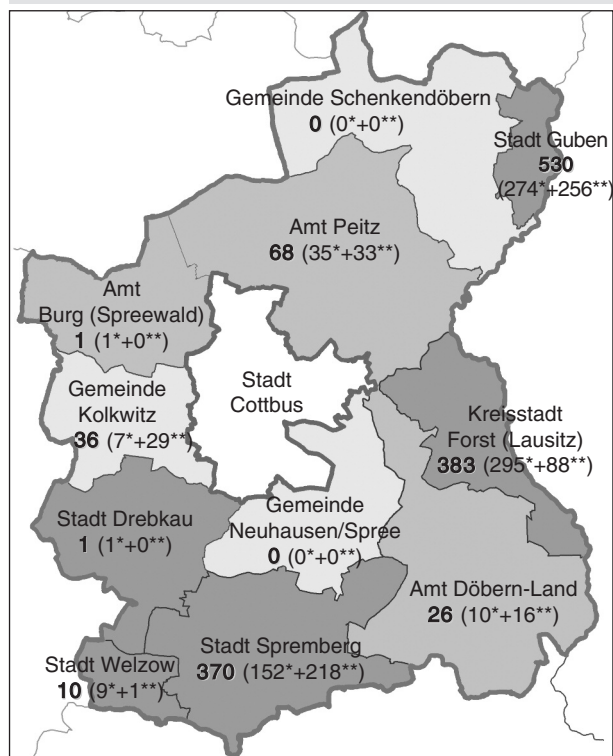 Gemeinde Schenkendöbern
0 (0*+0**)
Stadt Guben
530
(274*+256**)
Amt Peitz
68 (35*+33**)
Amt
Burg (Spreewald)
1 (1*+0**)
Gemeinde
Kolkwitz
36 (7*+29**)
Stadt
Cottbus
Kreisstadt
Forst (Lausitz)
383 (295*+88**)
Stadt Drebkau
1 (1*+0**)
Gemeinde
Neuhausen/Spree
0 (0*+0**)
Amt Döbern-Land
26 (10*+16**)
Stadt Spremberg
370 (152*+218**)
Stadt Welzow
10 (9*+1**)